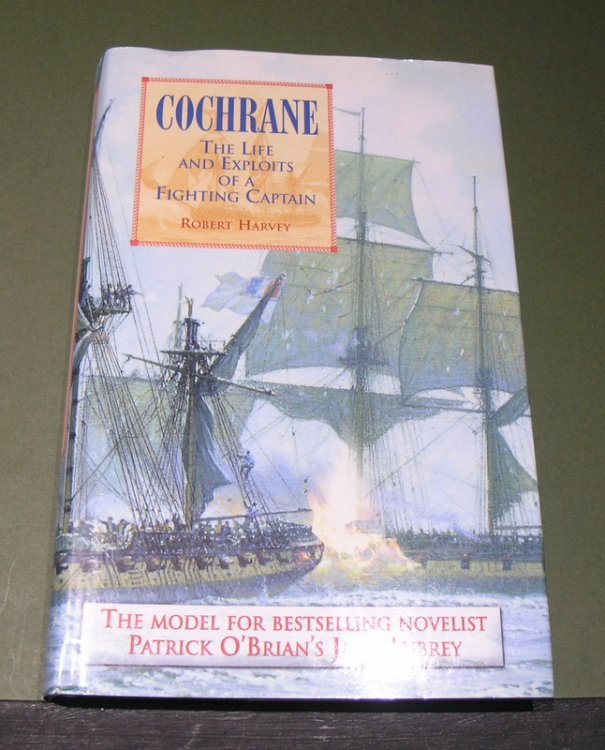 COCHRANE
THE LIFE
AND EXPLOITS
OF A
FIGHTING CAPTAIN
ROBERT HARVEY
THE MODEL FOR BESTSELLING NOVELIST
PATRICK O'BRIAN'S